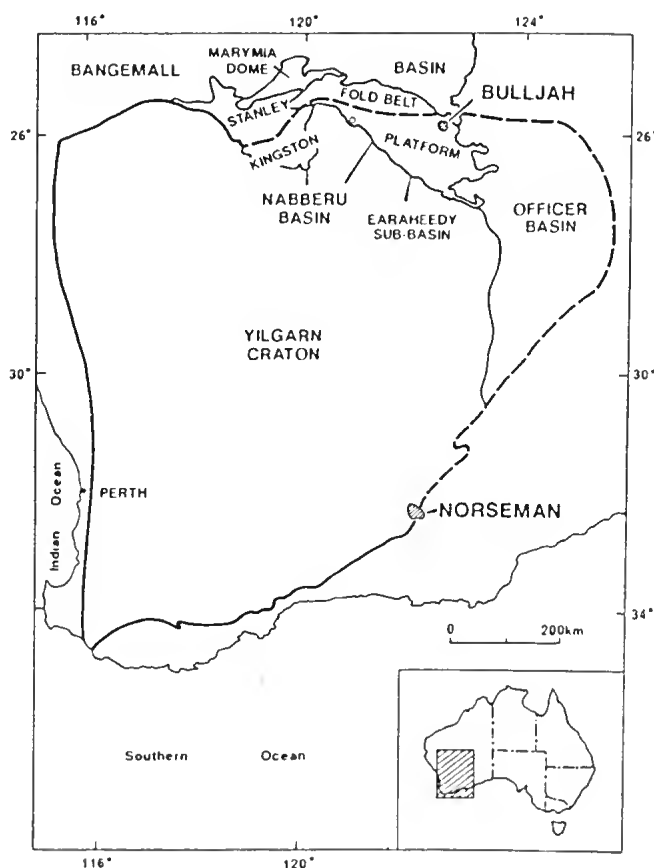 116°
120°
124°
MARYMIA
DOME
BANGEMALL
BASIN
BULLJAH
STANLEY
FOLD BELT
26°
26°
KINGSTON
PLATFORM
NABBERU
BASIN
EARAHEEDY
SUB-BASIN
OFFICER
BASIN
YILGARN
CRATON
30°
30°
Indian Ocean
PERTH
NORSEMAN
34°
0
200km
Southern Ocean
116°
120°